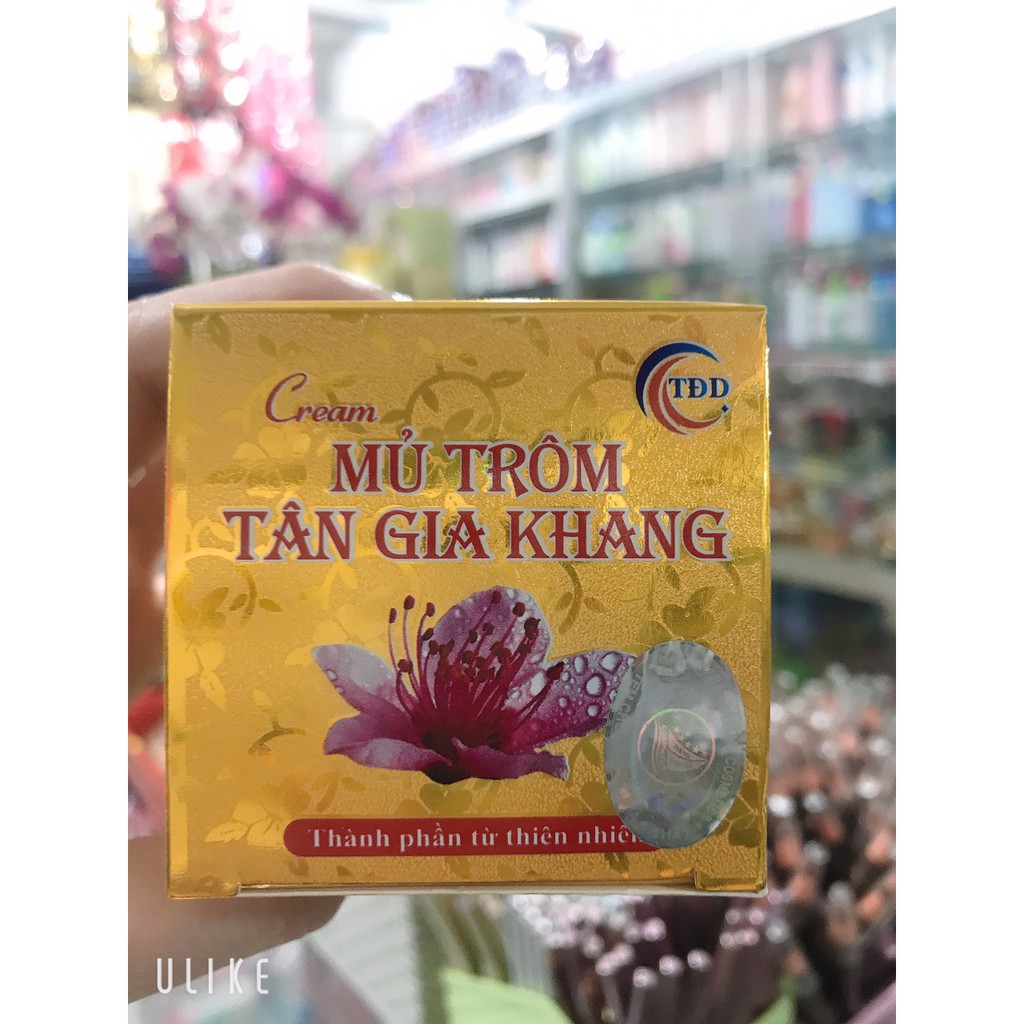 Cream
TĐD
MỦ TRÔM
TÂN GIA KHANG
Thành phần từ thiên nhiên
ULIKE